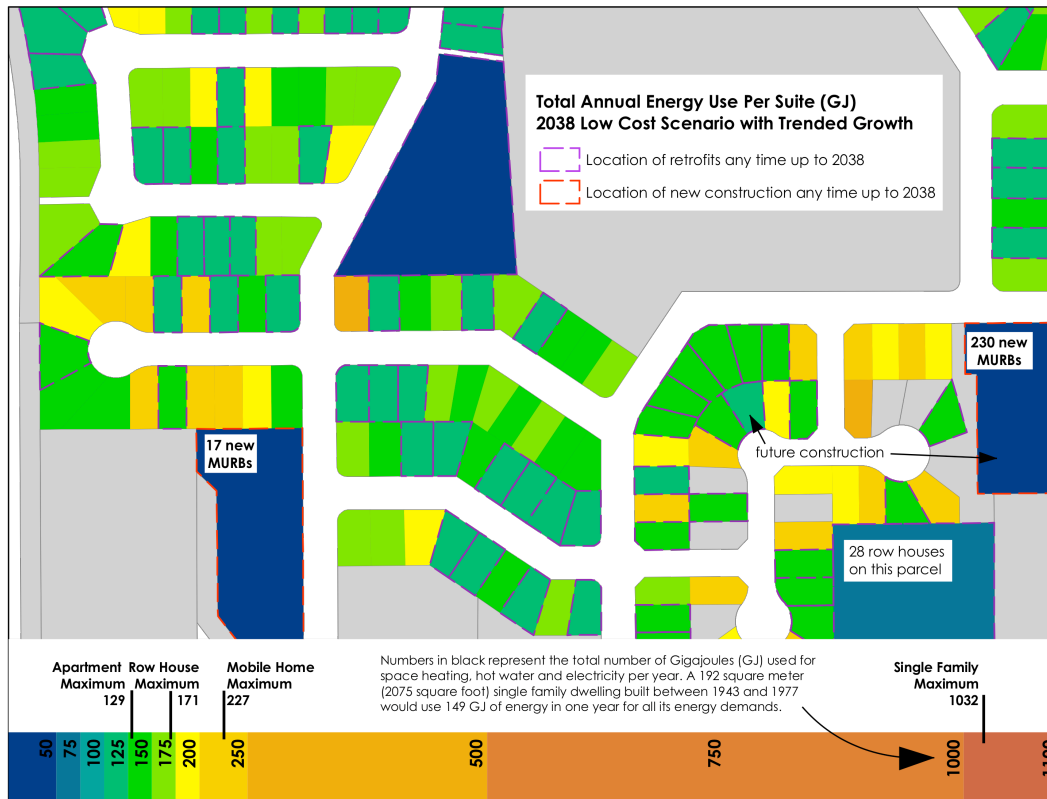 Total Annual Energy Use Per Suite (GJ)
2038 Low Cost Scenario with Trended Growth
Location of retrofits any time up to 2038
Location of new construction any time up to 2038
230 new
MURBs
17 new
MURBs
future construction
28 row houses
on this parcel
Apartment
Maximum
129
Row House
Maximum
171
Mobile Home
Maximum
227
Numbers in black represent the total number of Gigajoules (GJ) used for
space heating, hot water and electricity per year. A 192 square meter
(2075 square foot) single family dwelling built between 1943 and 1977
would use 149 GJ of energy in one year for all its energy demands.
Single Family
Maximum
1032
50
75
100
125
150
175
200
250
500
750
1000